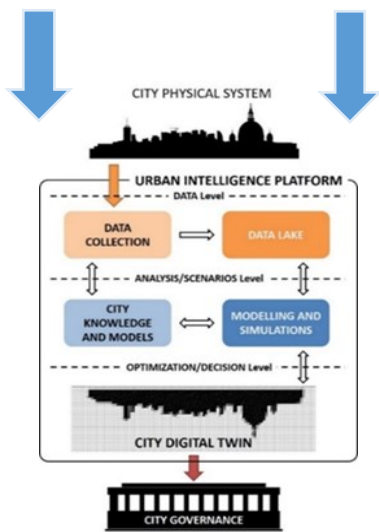 CITY PHYSICAL SYSTEM
URBAN INTELLIGENCE PLATFORM
DATA Level
DATA
COLLECTION
DATA LAKE
ANALYSIS/SCENARIOS Level
CITY
KNOWLEDGE
AND MODELS
MODELLING AND
SIMULATIONS
OPTIMIZATION/DECISION Level
CITY DIGITAL TWIN
CITY GOVERNANCE